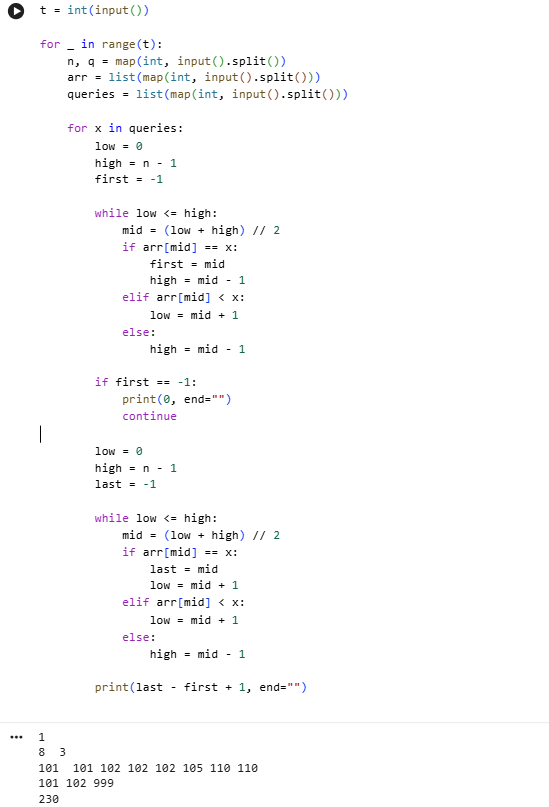 t = int(input())
for _ in range(t):
    n, q = map(int, input().split())
    arr = list(map(int, input().split()))
    queries = list(map(int, input().split()))
    for x in queries:
        low = 0
        high = n - 1
        first = -1
        while low <= high:
            mid = (low + high) // 2
            if arr[mid] == x:
                first = mid
                high = mid - 1
            elif arr[mid] < x:
                low = mid + 1
            else:
                high = mid - 1
        if first == -1:
            print(0, end="")
            continue
        low = 0
        high = n - 1
        last = -1
        while low <= high:
            mid = (low + high) // 2
            if arr[mid] == x:
                last = mid
                low = mid + 1
            elif arr[mid] < x:
                low = mid + 1
            else:
                high = mid - 1
        print(last - first + 1, end="")
1
8  3
101  101 102 102 102 105 110 110
101 102 999
230